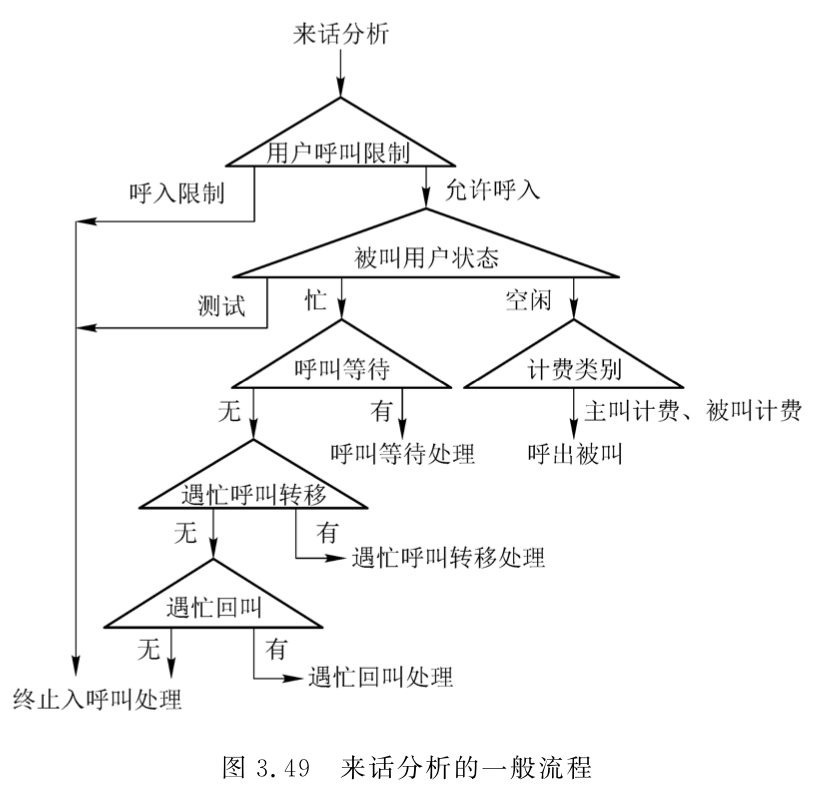 来话分析
用户呼叫限制
呼入限制
允许呼入
被叫用户状态
测试
忙
空闲
呼叫等待
计费类别
无
有
主叫计费、被叫计费
呼叫等待处理
呼出被叫
遇忙呼叫转移
无
有
遇忙呼叫转移处理
遇忙回叫
无
有
遇忙回叫处理
终止入呼叫处理
图 3.49 来话分析的一般流程